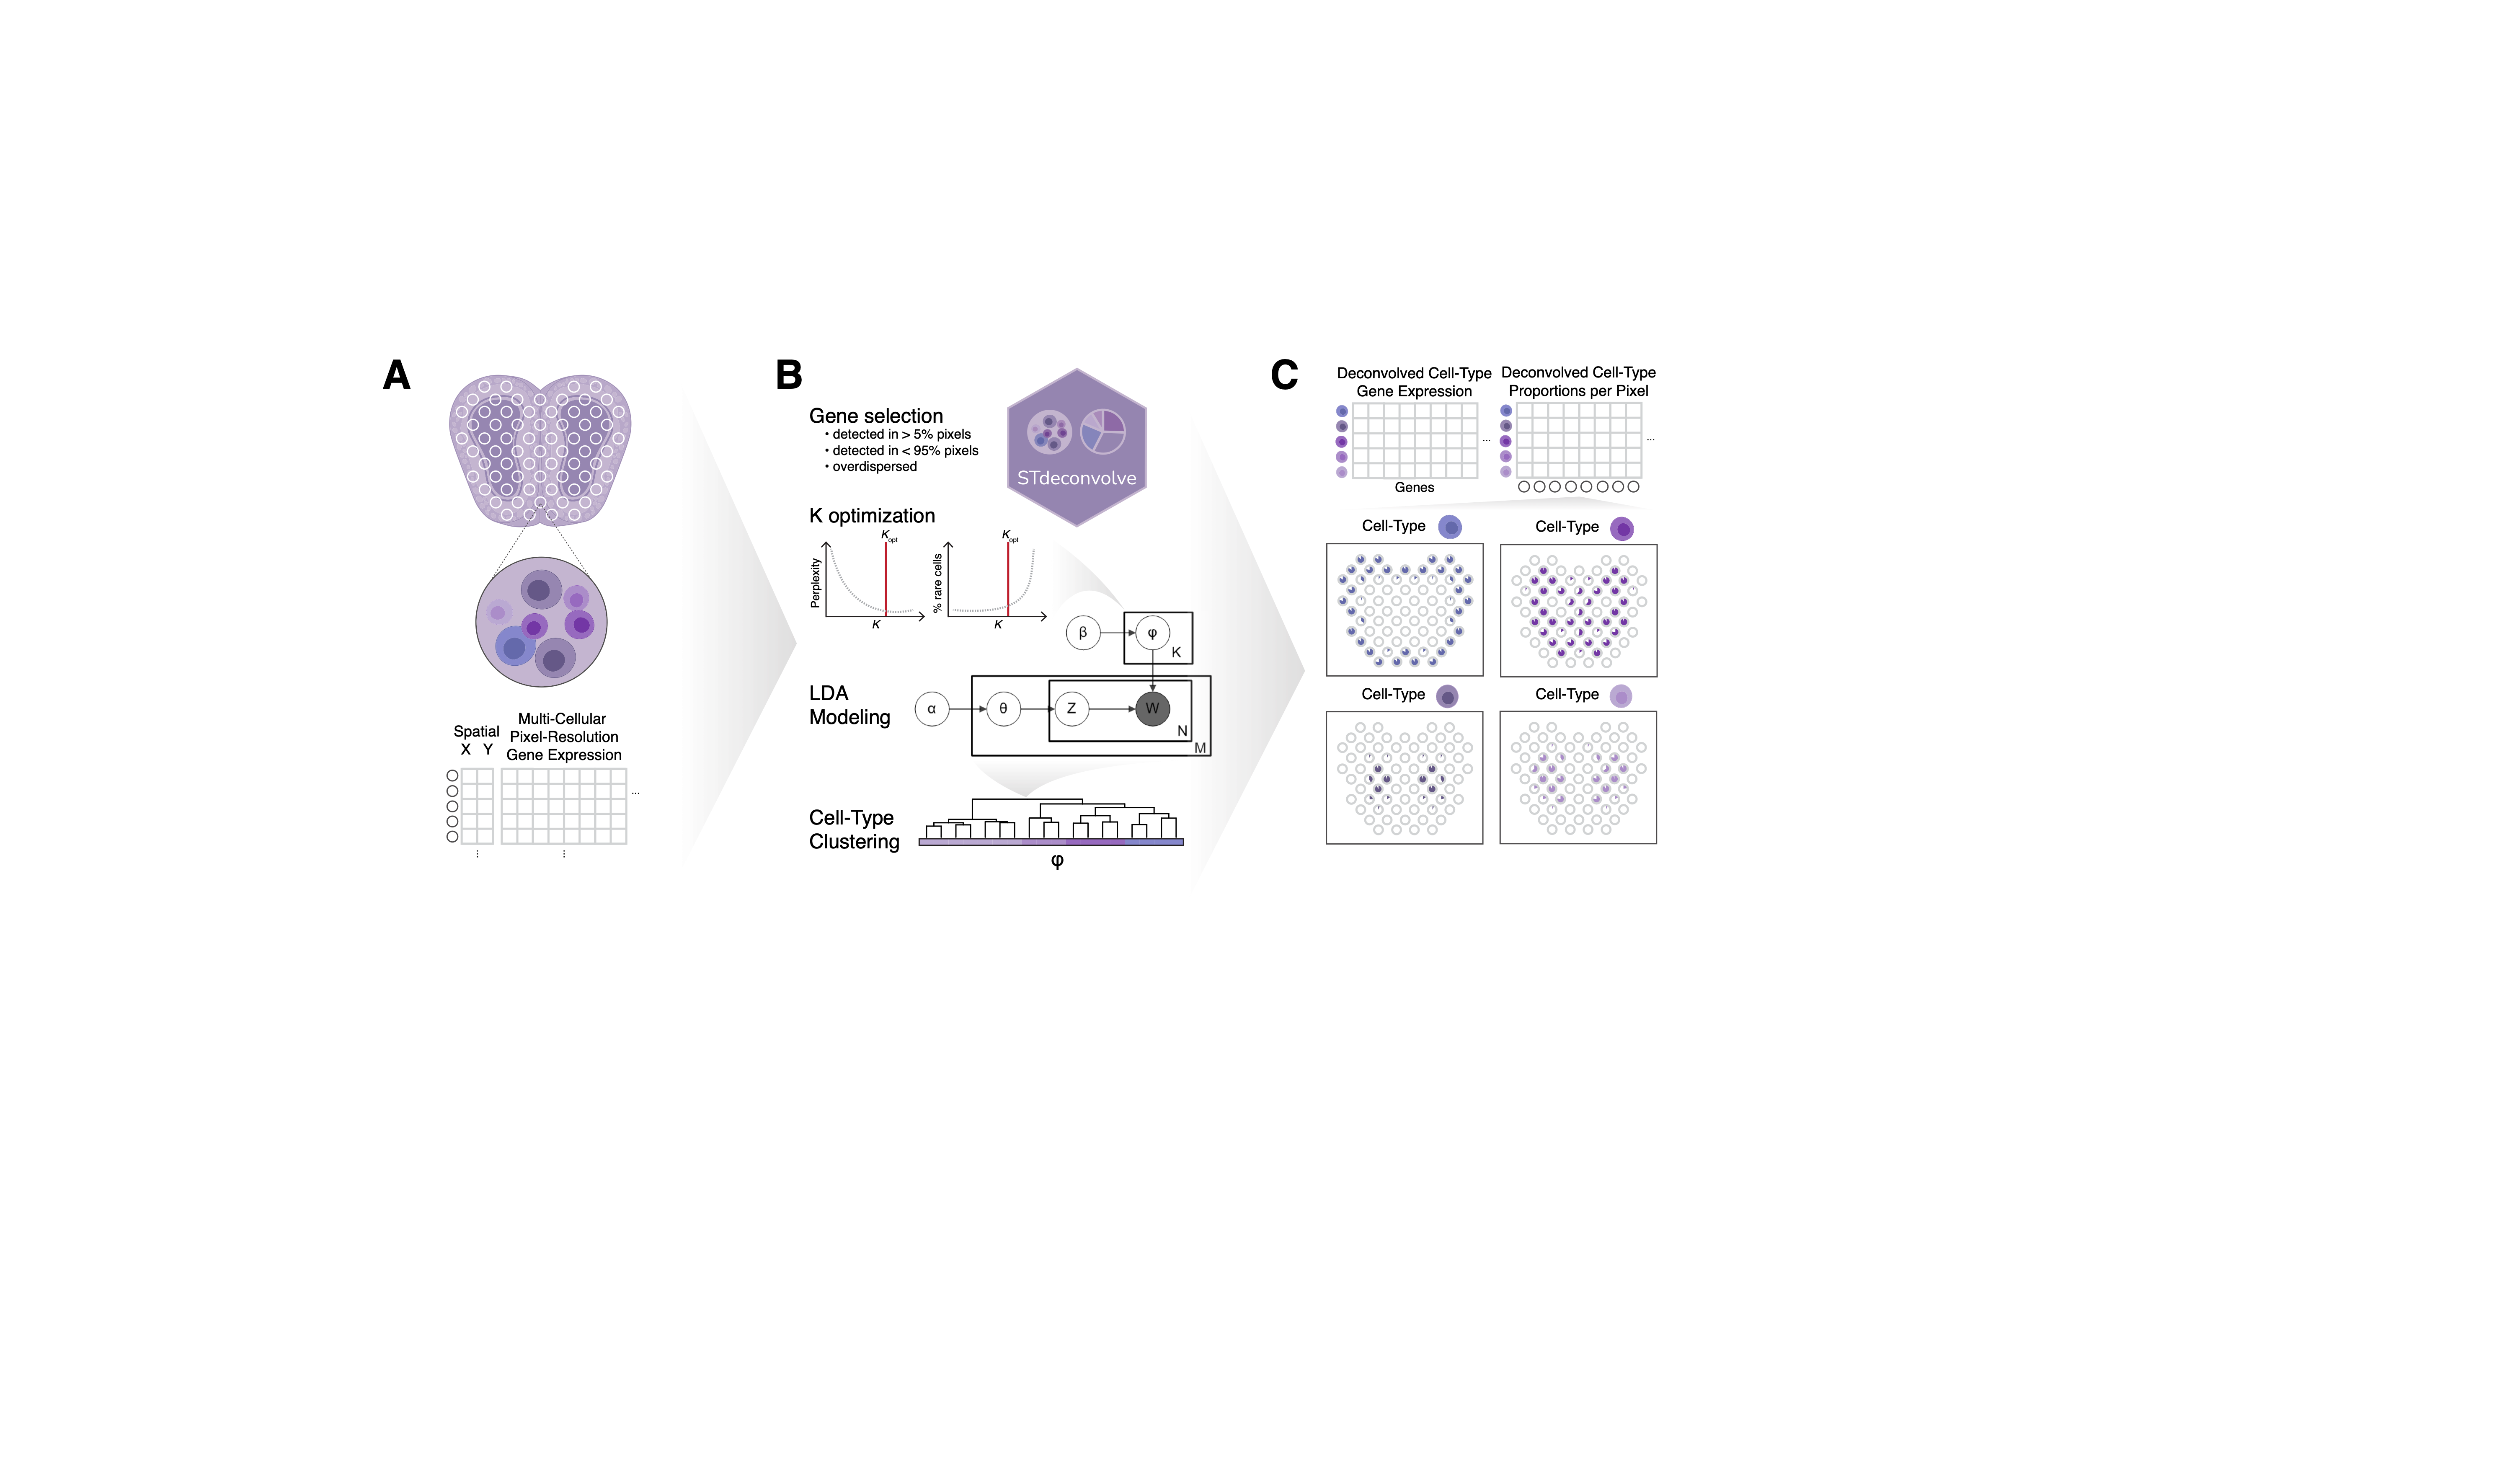 A
Spatial
X Y
Multi-Cellular
Pixel-Resolution
Gene Expression
...
...
...
B
Gene selection
• detected in > 5% pixels
• detected in < 95% pixels
• overdispersed
STdeconvolve
K optimization
Kopt
Perplexity
K
Kopt
% rare cells
K
β
φ
K
LDA
Modeling
α
θ
Z
W
N
M
Cell-Type
Clustering
φ
C
Deconvolved Cell-Type
Gene Expression
...
Genes
Deconvolved Cell-Type
Proportions per Pixel
...
Cell-Type
Cell-Type
Cell-Type
Cell-Type